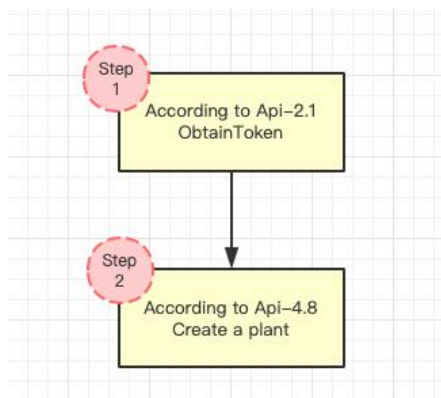 Step
1
According to Api-2.1
ObtainToken
Step
2
According to Api-4.8
Create a plant